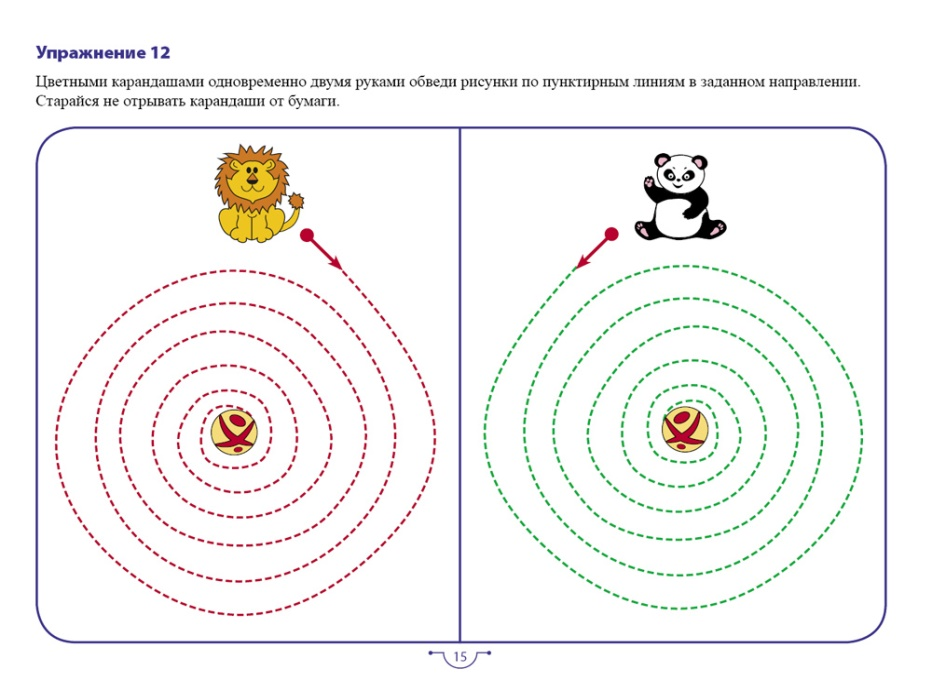 Упражнение 12
Цветными карандашами одновременно двумя руками обведи рисунки по пунктирным линиям в заданном направлении.
Старайся не отрывать карандаши от бумаги.
15